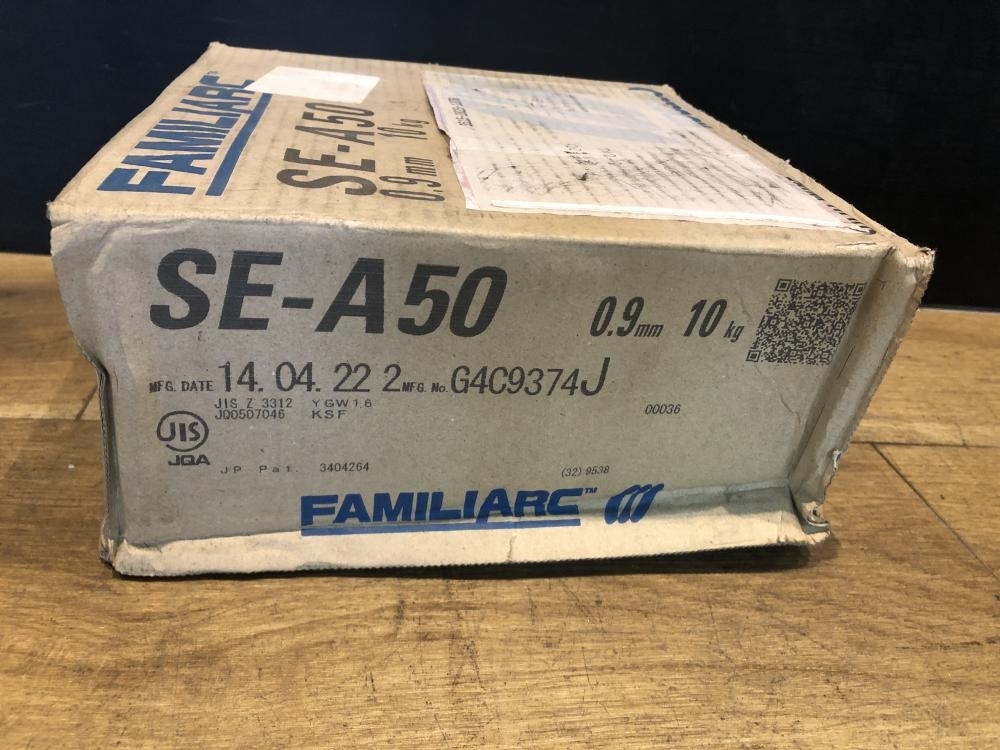 FAMILIARC
SE-A50
0.9mm 10kg
SE-A50 0.9mm 10kg
MFG. DATE 14. 04. 22 2 MFG. No. G4C9374J
JIS Z 3312 YGW16
JQ0507046 KSF
00036
JIS
JQA
JP Pat. 3404264
(32) 9538
FAMILIARC™